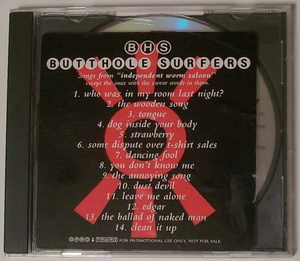 BHS
BUTTHOLE SURFERS
Songs from "independent worm saloon"
except the ones with the swear words in them.
1. who was in my room last night?
2. the wooden song
3. tongue
4. dog inside your body
5. strawberry
6. some dispute over t-shirt sales
7. dancing fool
8. you don't know me
9. the annoying song
10. dust devil
11. leave me alone
12. edgar
13. the ballad of naked man
14. clean it up
FOR PROMOTIONAL USE ONLY. NOT FOR SALE.